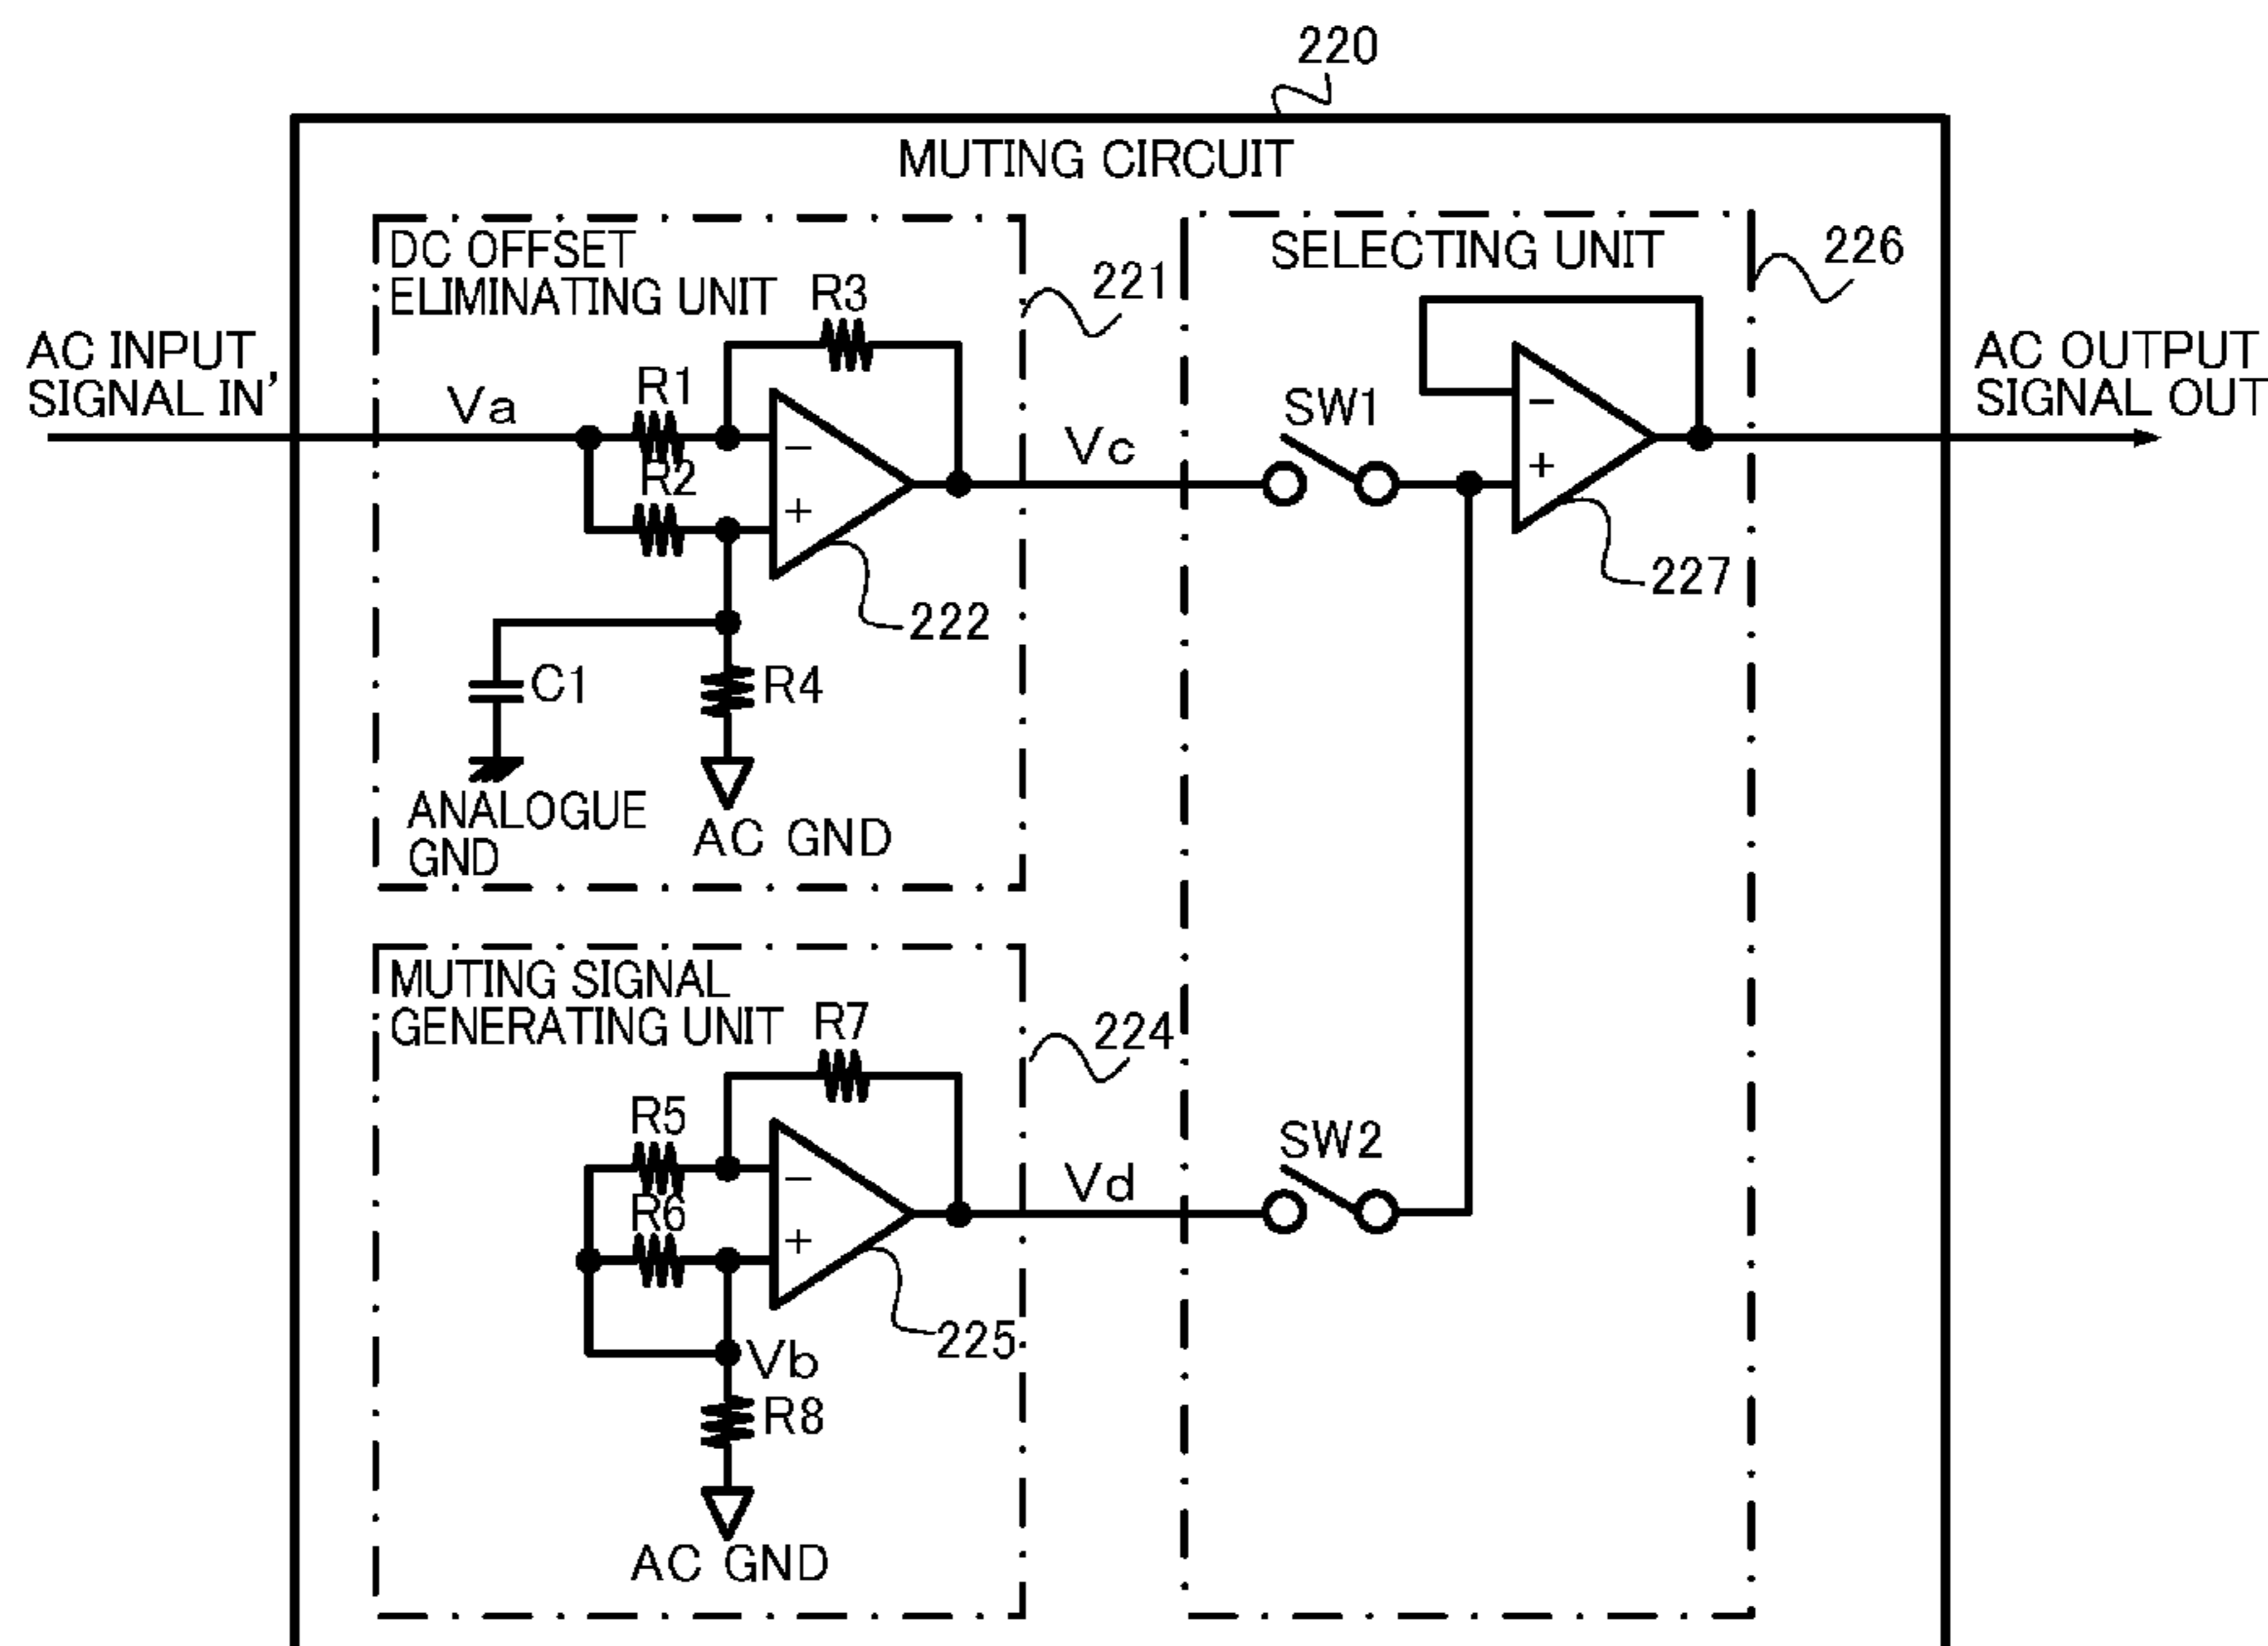 220
MUTING CIRCUIT
DC OFFSET
ELIMINATING UNIT
R3
221
SELECTING UNIT
226
AC INPUT
SIGNAL IN'
Va
R1
R2
−
+
222
C1
R4
ANALOGUE
GND
AC GND
Vc
SW1
−
+
227
AC OUTPUT
SIGNAL OUT
MUTING SIGNAL
GENERATING UNIT
R7
224
R5
R6
−
+
225
Vb
R8
AC GND
Vd
SW2